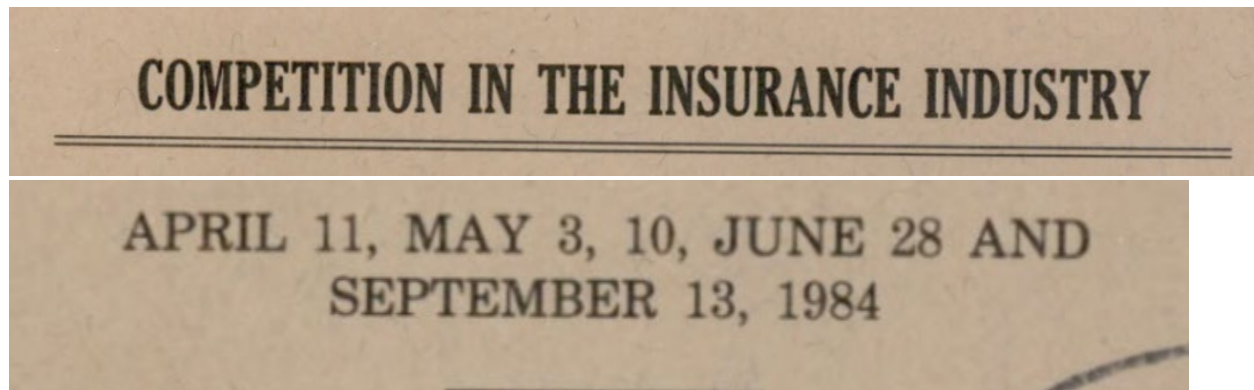 COMPETITION IN THE INSURANCE INDUSTRY
APRIL 11, MAY 3, 10, JUNE 28 AND
SEPTEMBER 13, 1984